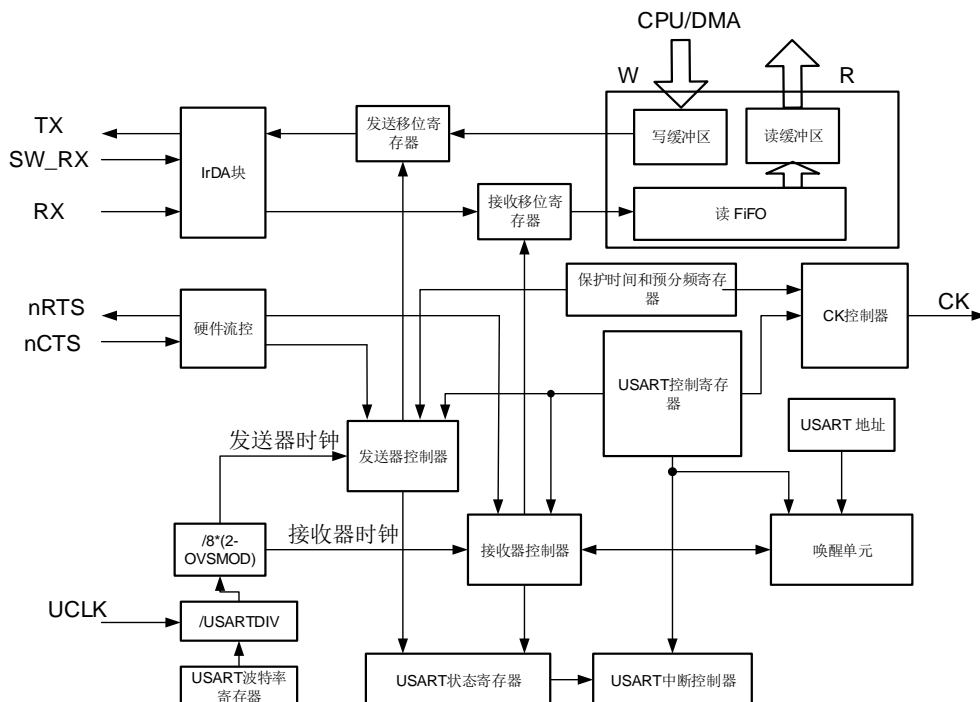 CPU/DMA
W
R
TX
SW_RX
RX
IrDA块
发送移位寄
存器
写缓冲区
读缓冲区
接收移位寄
存器
读 FiFO
nRTS
nCTS
硬件流控
保护时间和预分频寄存
器
CK控制器
CK
USART控制寄存
器
USART 地址
发送器时钟
发送器控制器
/8*(2-
OVSMOD)
接收器时钟
接收器控制器
唤醒单元
UCLK
/USARTDIV
USART波特率
寄存器
USART状态寄存器
USART中断控制器